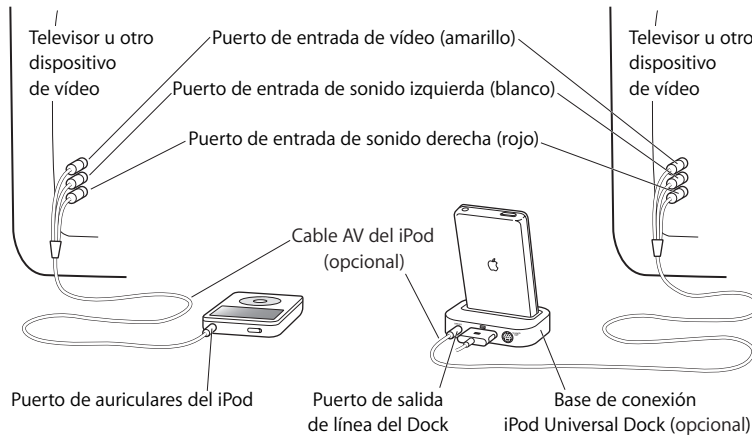 Televisor u otro
dispositivo
de vídeo
Puerto de entrada de vídeo (amarillo)
Puerto de entrada de sonido izquierda (blanco)
Puerto de entrada de sonido derecha (rojo)
Televisor u otro
dispositivo
de vídeo
Cable AV del iPod
(opcional)
Puerto de auriculares del iPod
Puerto de salida
de línea del Dock
Base de conexión
iPod Universal Dock (opcional)